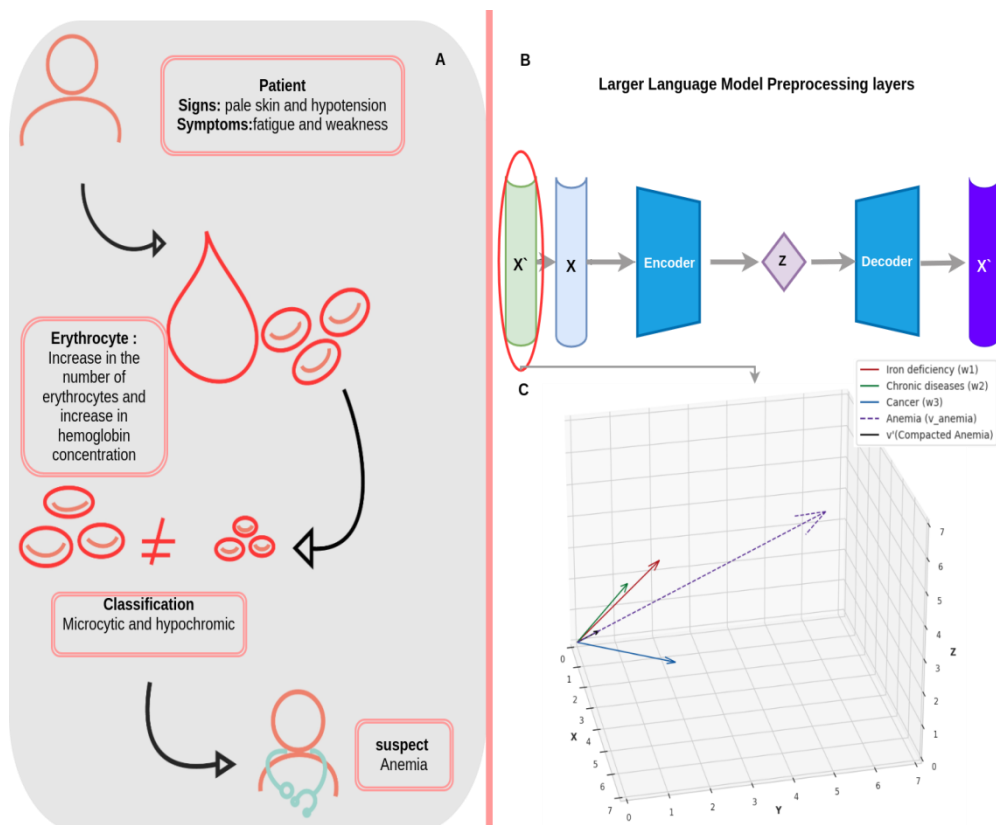 A
Patient
Signs: pale skin and hypotension
Symptoms:fatigue and weakness
Erythrocyte :
Increase in the
number of
erythrocytes and
increase in
hemoglobin
concentration
Classification
Microcytic and hypochromic
suspect
Anemia
B
Larger Language Model Preprocessing layers
X`
X
Encoder
Z
Decoder
X`
C
Iron deficiency (w1)
Chronic diseases (w2)
Cancer (w3)
Anemia (v_anemia)
v'(Compacted Anemia)
0
1
2
3
4
5
6
7
X
0
1
2
3
4
5
6
7
Y
0
1
2
3
4
5
6
7
Z